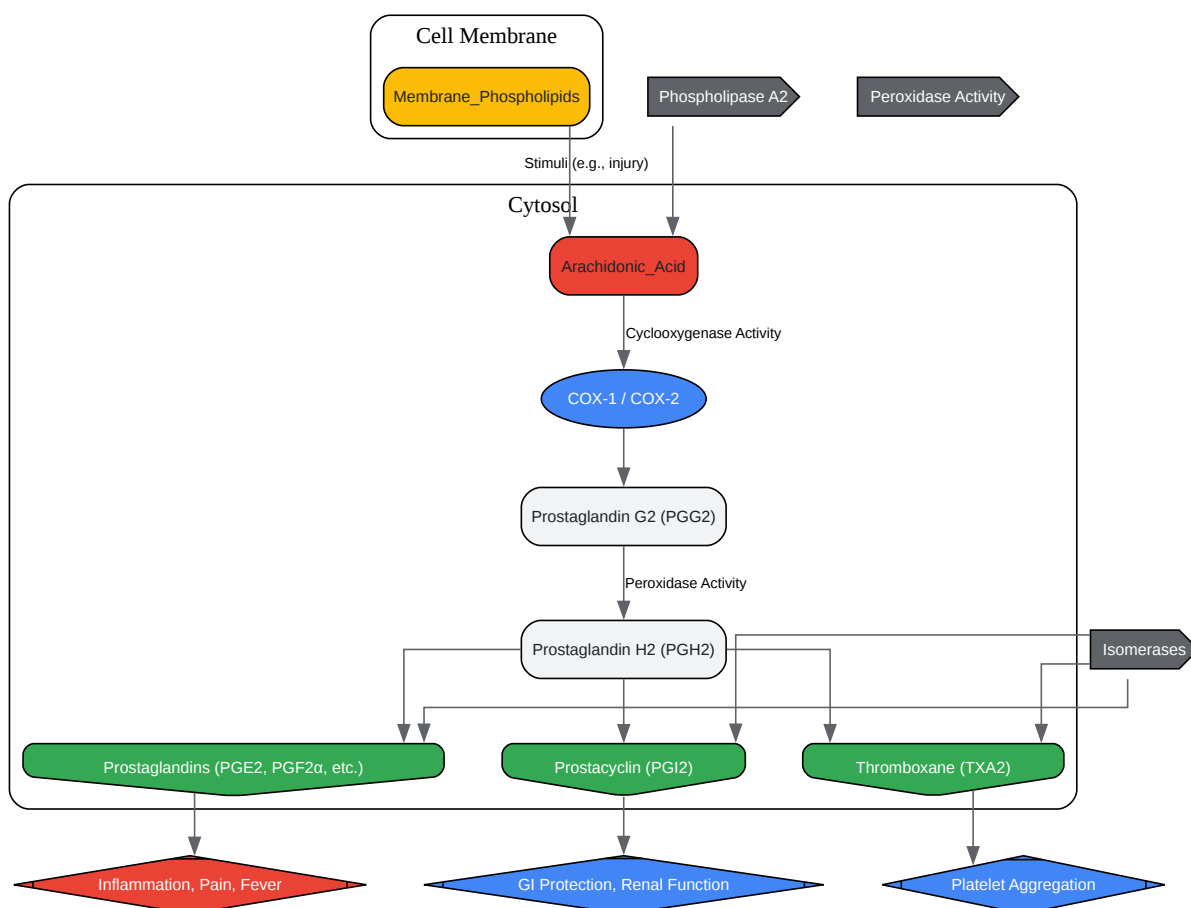 Cell Membrane
Membrane_Phospholipids
Phospholipase A2
Peroxidase Activity
Stimuli (e.g., injury)
Cytosol
Arachidonic_Acid
Cyclooxygenase Activity
COX-1 / COX-2
Prostaglandin G2 (PGG2)
Peroxidase Activity
Prostaglandin H2 (PGH2)
Isomerases
Prostaglandins (PGE2, PGF2α, etc.)
Prostacyclin (PGI2)
Thromboxane (TXA2)
Inflammation, Pain, Fever
GI Protection, Renal Function
Platelet Aggregation